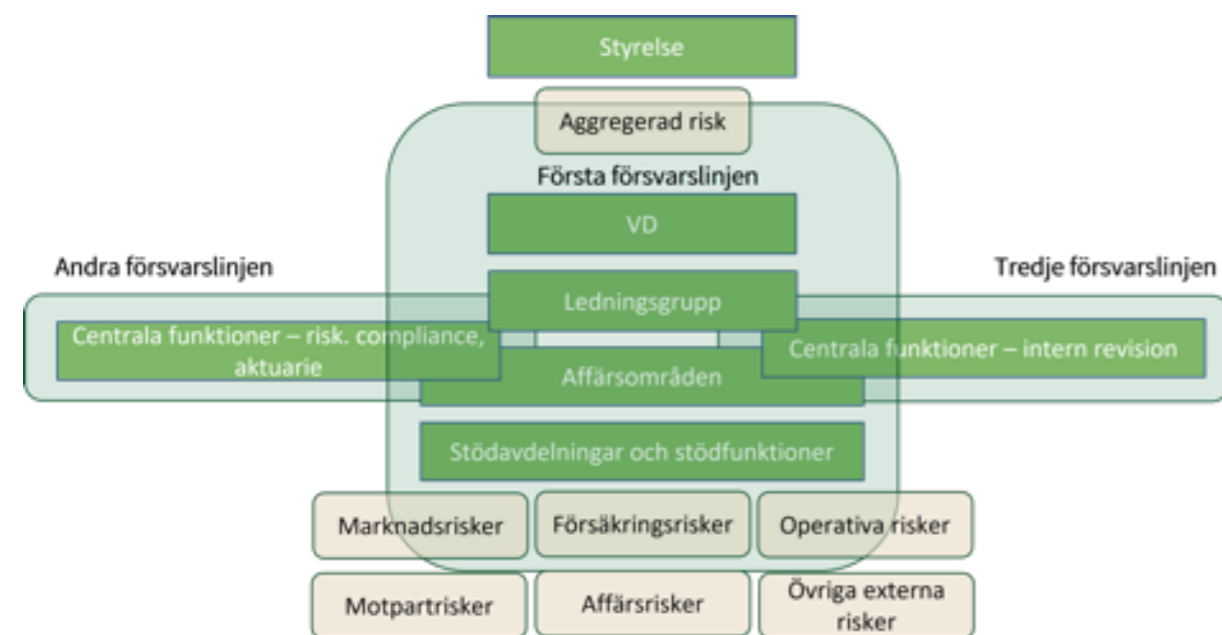 Styrelse
Aggregerad risk
Första försvarslinjen
VD
Andra försvarslinjen
Tredje försvarslinjen
Ledningsgrupp
Centrala funktioner – risk. compliance,
aktuarie
Centrala funktioner – intern revision
Affärsområden
Stödavdelningar och stödfunktioner
Marknadsrisker
Försäkringsrisker
Operativa risker
Motpartrisker
Affärsrisker
Övriga externa
risker